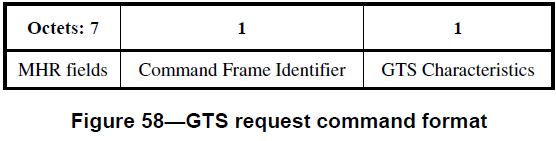 Octets: 7 1 1
MHR fields Command Frame Identifier GTS Characteristics
Figure 58—GTS request command format